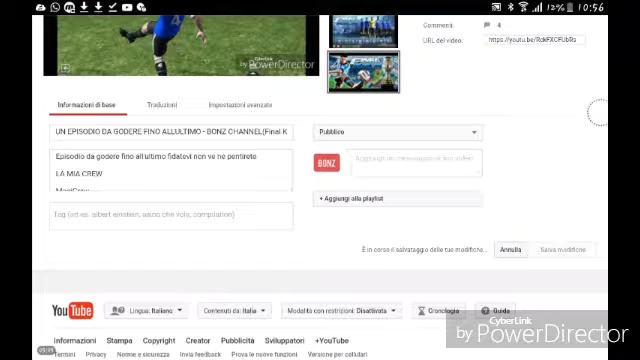 12% 10:56
Commenti 4
URL del video: https://youtu.be/RdkFXCFUbRs
CyberLink
by PowerDirector
Informazioni di base Traduzioni Impostazioni avanzate
UN EPISODIO DA GODERE FINO ALL'ULTIMO - BONZ CHANNEL(Final K
Pubblico
Episodio da godere fino all'ultimo fidatevi non ve ne pentirete
LA MIA CREW
BONZ
+ Aggiungi alla playlist
Tag (ad es. albert einstein, asino che vola, compilation)
È in corso il salvataggio delle tue modifiche... Annulla Salva modifiche
YouTube Lingua: Italiano Contenuti da: Italia Modalità con restrizioni: Disattivata Cronologia Guida
CyberLink
by PowerDirector
Informazioni Stampa Copyright Creator Pubblicità Sviluppatori +YouTube
Termini Privacy Norme e sicurezza Invia feedback Prova le nuove funzioni Versione per cellulari